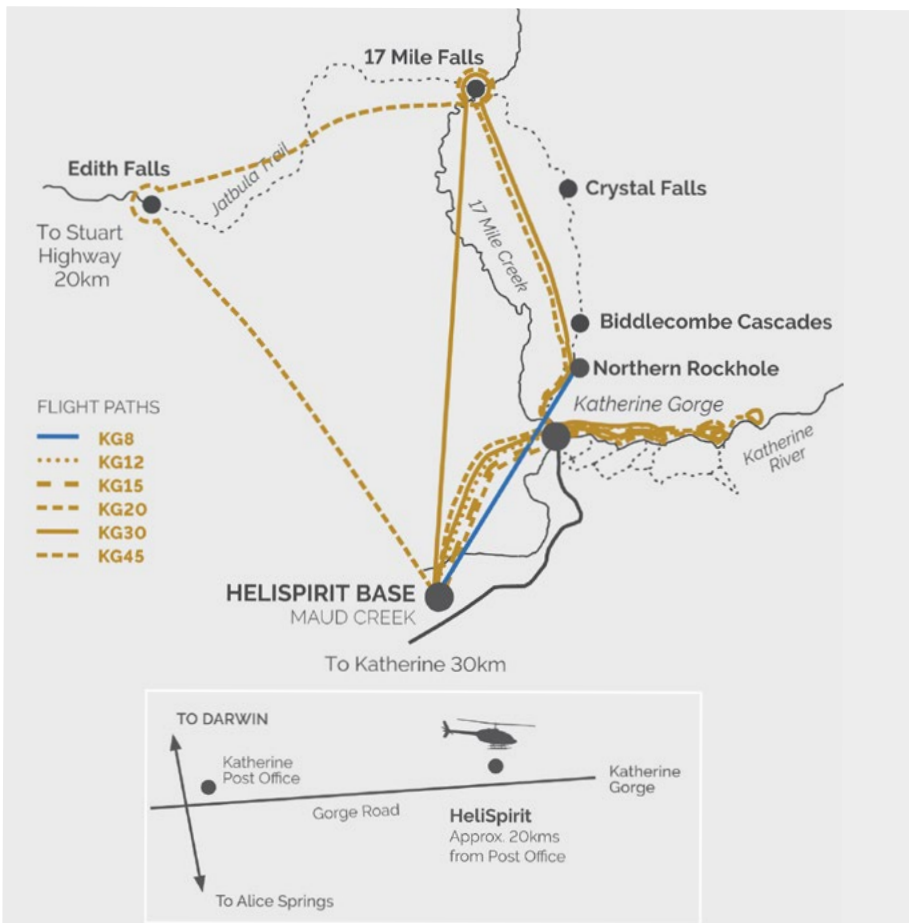 17 Mile Falls
Edith Falls
Jatbula Trail
Crystal Falls
To Stuart
Highway
20km
17 Mile Creek
Biddlecombe Cascades
Northern Rockhole
FLIGHT PATHS
Katherine Gorge
KG8
KG12
KG15
KG20
KG30
KG45
Katherine
River
HELISPIRIT BASE
MAUD CREEK
To Katherine 30km
TO DARWIN
Katherine
Post Office
Gorge Road
Katherine
Gorge
HeliSpirit
Approx. 20kms
from Post Office
To Alice Springs